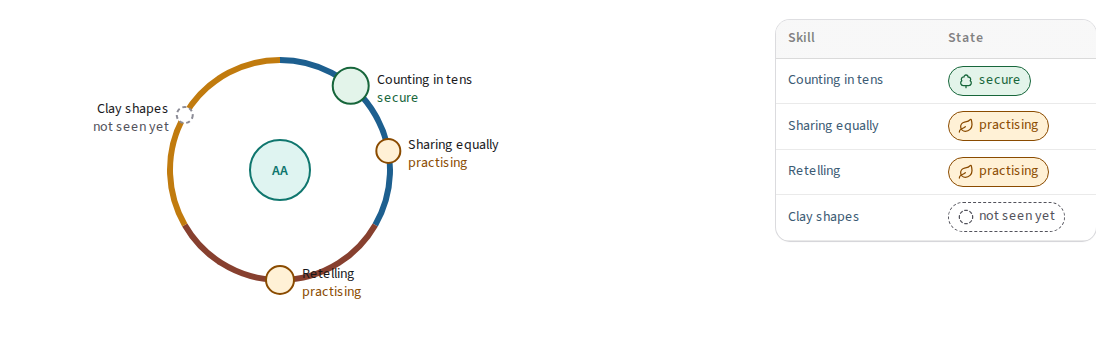 Counting in tens
secure
Clay shapes
not seen yet
Sharing equally
practising
AA
Retelling
practising
Skill State
Counting in tens secure
Sharing equally practising
Retelling practising
Clay shapes not seen yet